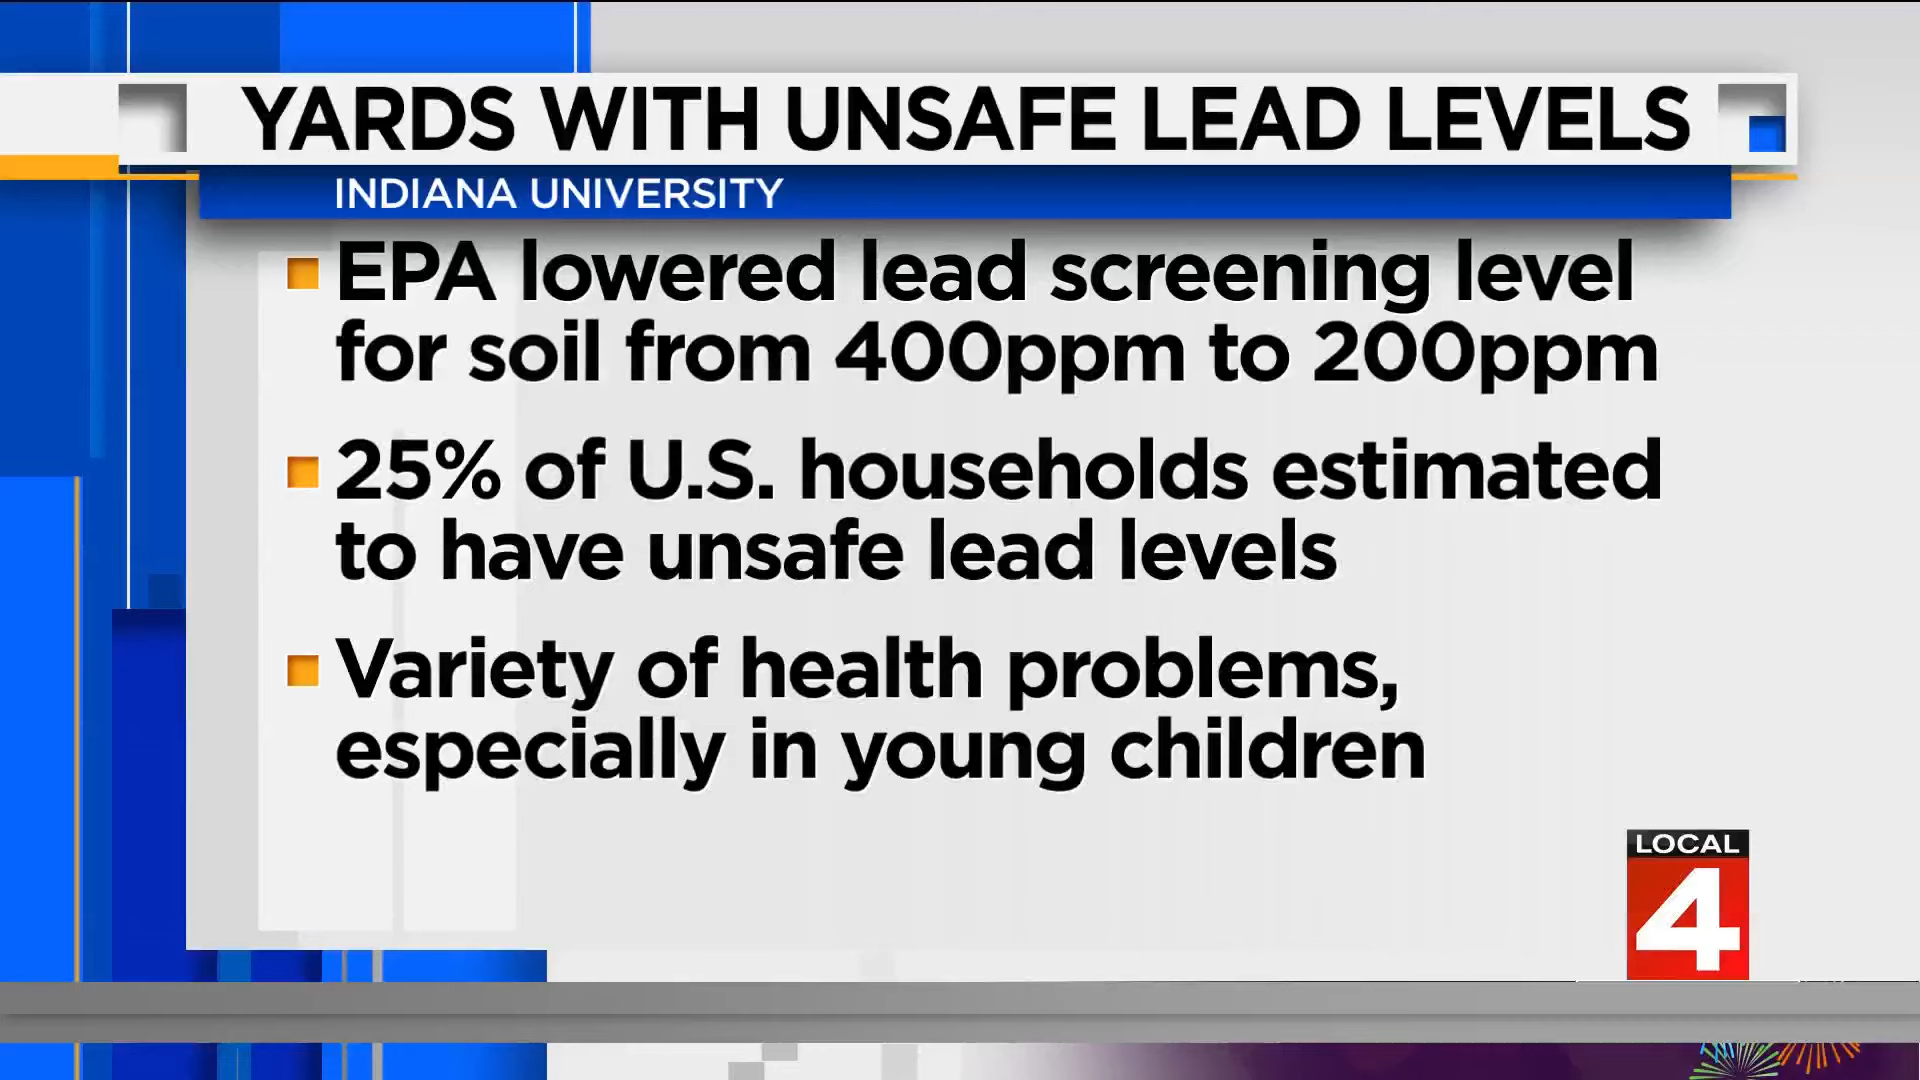 YARDS WITH UNSAFE LEAD LEVELS
INDIANA UNIVERSITY
EPA lowered lead screening level
for soil from 400ppm to 200ppm
25% of U.S. households estimated
to have unsafe lead levels
Variety of health problems,
especially in young children
LOCAL
4